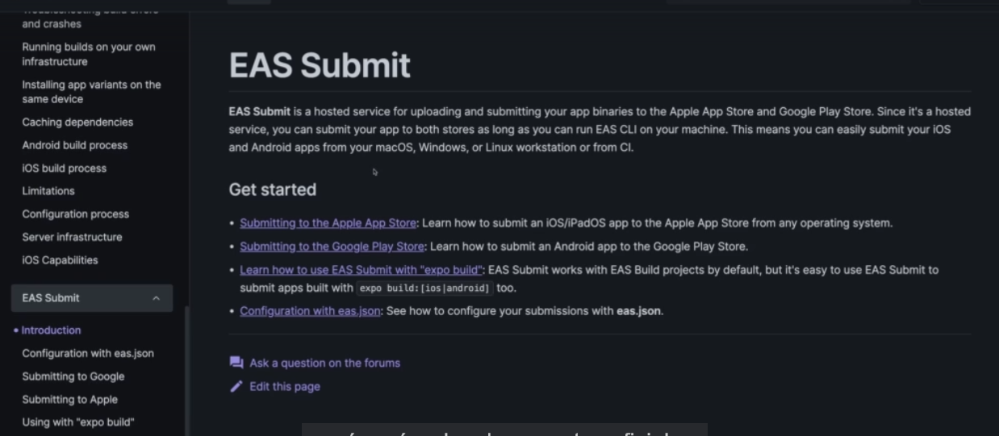 and crashes
Running builds on your own
infrastructure
Installing app variants on the
same device
Caching dependencies
Android build process
iOS build process
Limitations
Configuration process
Server infrastructure
iOS Capabilities
EAS Submit
• Introduction
Configuration with eas.json
Submitting to Google
Submitting to Apple
Using with "expo build"
EAS Submit
EAS Submit is a hosted service for uploading and submitting your app binaries to the Apple App Store and Google Play Store. Since it's a hosted
service, you can submit your app to both stores as long as you can run EAS CLI on your machine. This means you can easily submit your iOS
and Android apps from your macOS, Windows, or Linux workstation or from CI.
Get started
• Submitting to the Apple App Store: Learn how to submit an iOS/iPadOS app to the Apple App Store from any operating system.
• Submitting to the Google Play Store: Learn how to submit an Android app to the Google Play Store.
• Learn how to use EAS Submit with "expo build": EAS Submit works with EAS Build projects by default, but it's easy to use EAS Submit to
submit apps built with expo build:[ios|android] too.
• Configuration with eas.json: See how to configure your submissions with eas.json.
Ask a question on the forums
Edit this page